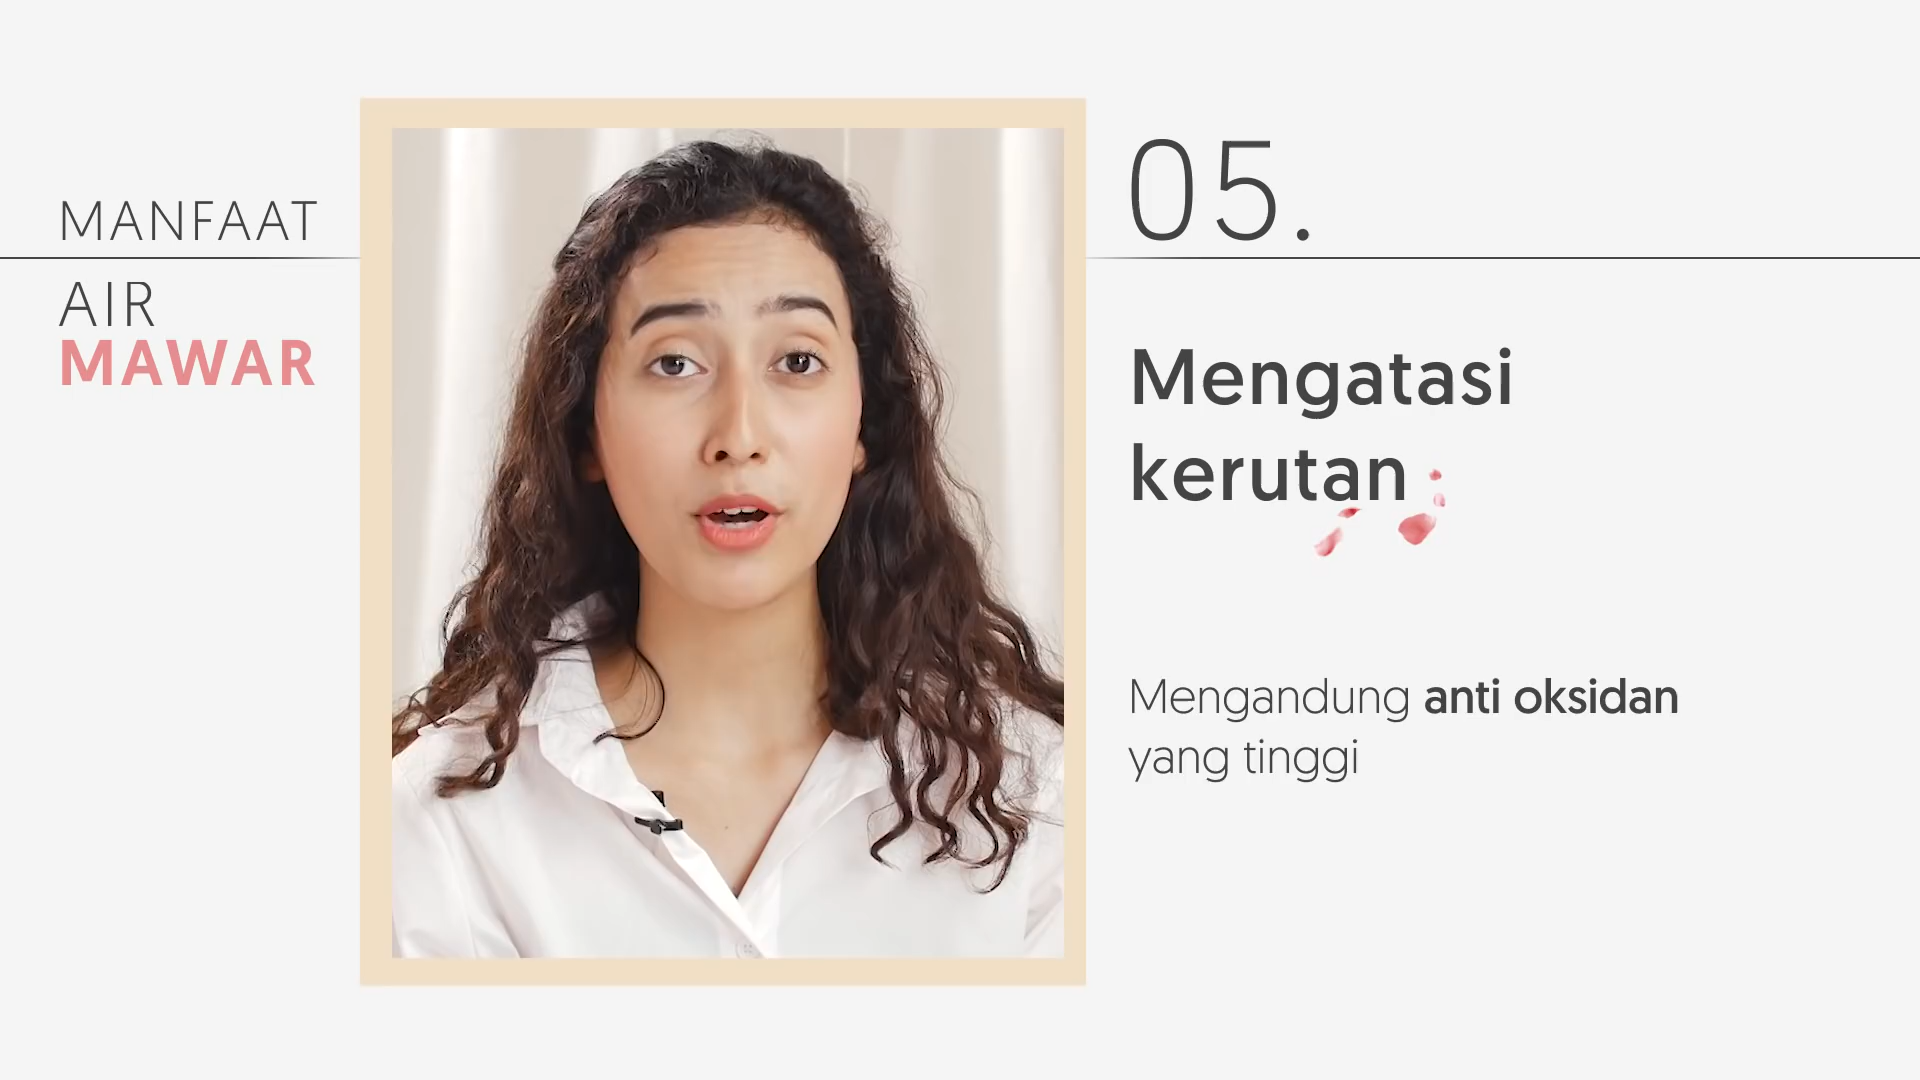 MANFAAT
AIR
MAWAR
05.
Mengatasi
kerutan
Mengandung anti oksidan
yang tinggi